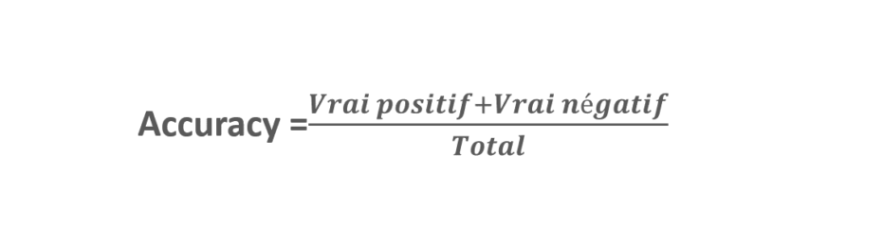 Accuracy = Vrai positif+Vrai négatif
Total